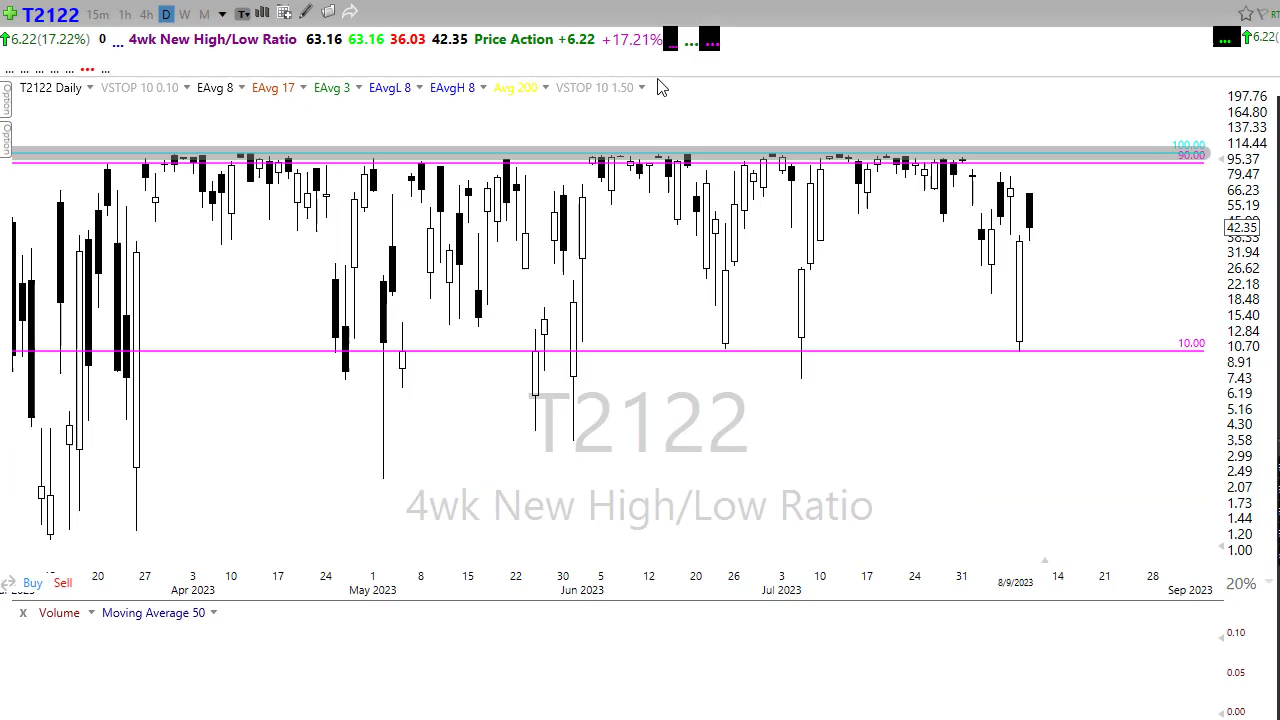 T2122 15m 1h 4h D W M T
6.22(17.22%) 0 ... 4wk New High/Low Ratio 63.16 63.16 36.03 42.35 Price Action +6.22 +17.21% ... ... ... ... 6.22(
... ... ... ... ... ... ...
T2122 Daily VSTOP 10 0.10 EAvg 8 EAvg 17 EAvg 3 EAvgL 8 EAvgH 8 Avg 200 VSTOP 10 1.50
Option
Option
197.76
164.80
137.33
114.44
100.00
90.00
95.37
79.47
66.23
55.19
42.35
31.94
26.62
22.18
18.48
15.40
12.84
10.00
10.70
8.91
7.43
6.19
5.16
4.30
3.58
2.99
2.49
2.07
1.73
1.44
1.20
1.00
T2122
4wk New High/Low Ratio
20 27 3 10 17 24 1 8 15 22 30 5 12 20 26 3 10 17 24 31 8/9/2023 14 21 28
Buy Sell 20%
Apr 2023 May 2023 Jun 2023 Jul 2023 Sep 2023
x Volume Moving Average 50
0.10
0.05
0.00